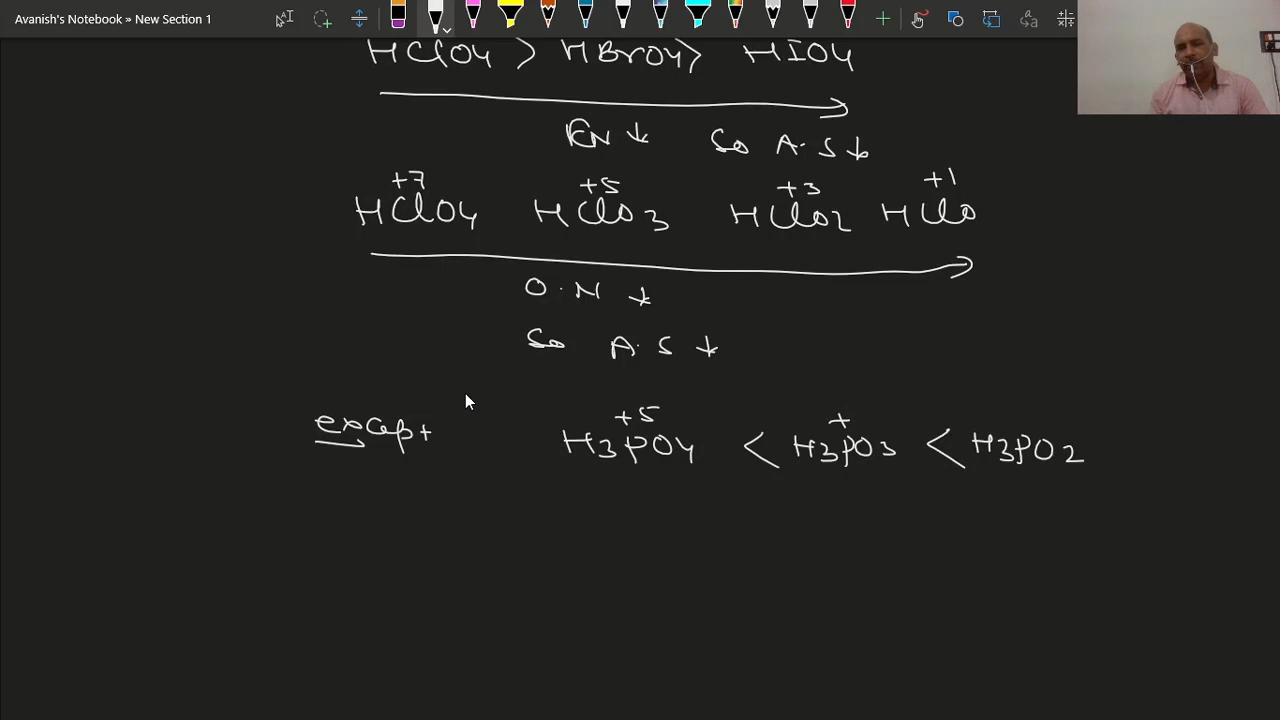 Avanish's Notebook » New Section 1
HClO4 > HBrO4> HIO4
EN ↓ So A.S↓
+7 +5 +3 +1
HClO4 HClO3 HClO2 HClO
O.N ↓
So A.S ↓
+5 +
except H3PO4 < H3PO3 < H3PO2